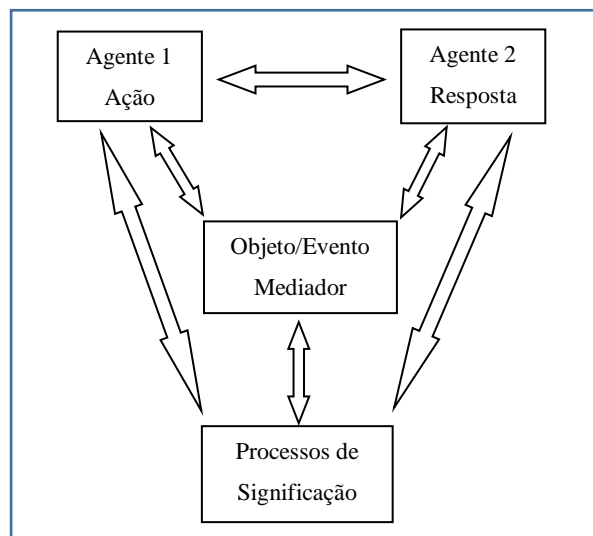 Agente 1
Ação
Agente 2
Resposta
Objeto/Evento
Mediador
Processos de
Significação